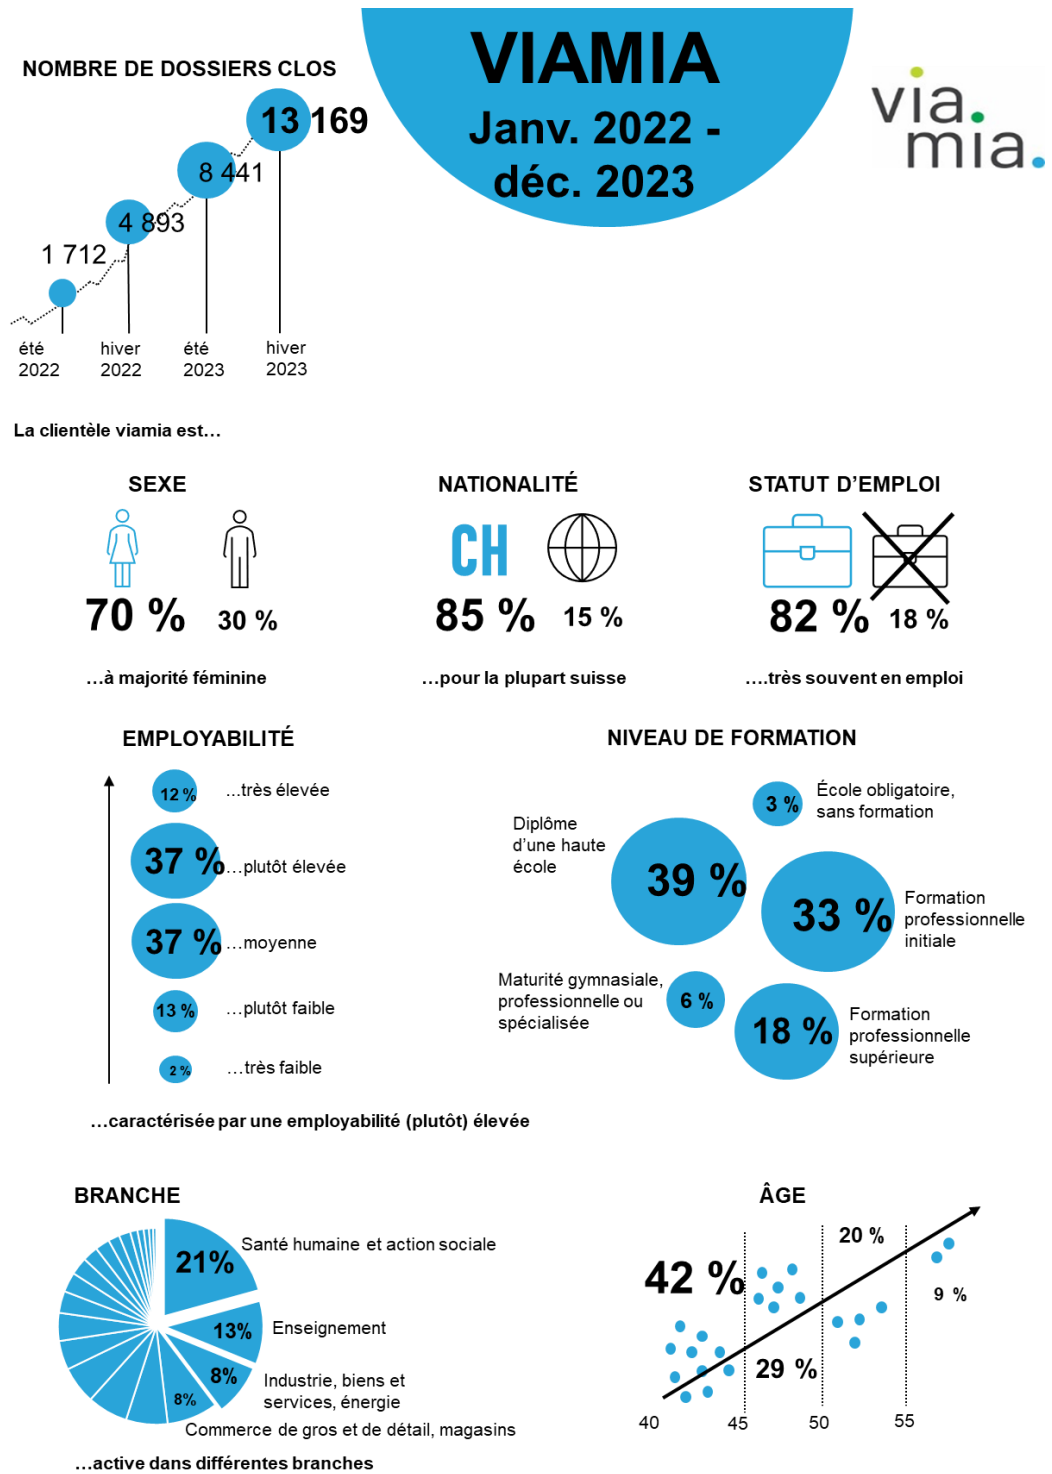 VIAMIA
Janv. 2022 -
déc. 2023
via.
mia.
NOMBRE DE DOSSIERS CLOS
13 169
8 441
4 893
1 712
été
2022
hiver
2022
été
2023
hiver
2023
La clientèle viamia est…
SEXE
70 %
30 %
…à majorité féminine
NATIONALITÉ
CH
85 %
15 %
…pour la plupart suisse
STATUT D’EMPLOI
82 %
18 %
….très souvent en emploi
EMPLOYABILITÉ
12 %
…très élevée
37 %
…plutôt élevée
37 %
…moyenne
13 %
…plutôt faible
2 %
…très faible
…caractérisée par une employabilité (plutôt) élevée
NIVEAU DE FORMATION
3 %
École obligatoire,
sans formation
Diplôme
d’une haute
école
39 %
33 %
Formation
professionnelle
initiale
Maturité gymnasiale,
professionnelle ou
spécialisée
6 %
18 %
Formation
professionnelle
supérieure
BRANCHE
21%
Santé humaine et action sociale
13%
Enseignement
8%
Industrie, biens et
services, énergie
8%
Commerce de gros et de détail, magasins
…active dans différentes branches
ÂGE
42 %
29 %
20 %
9 %
40
45
50
55